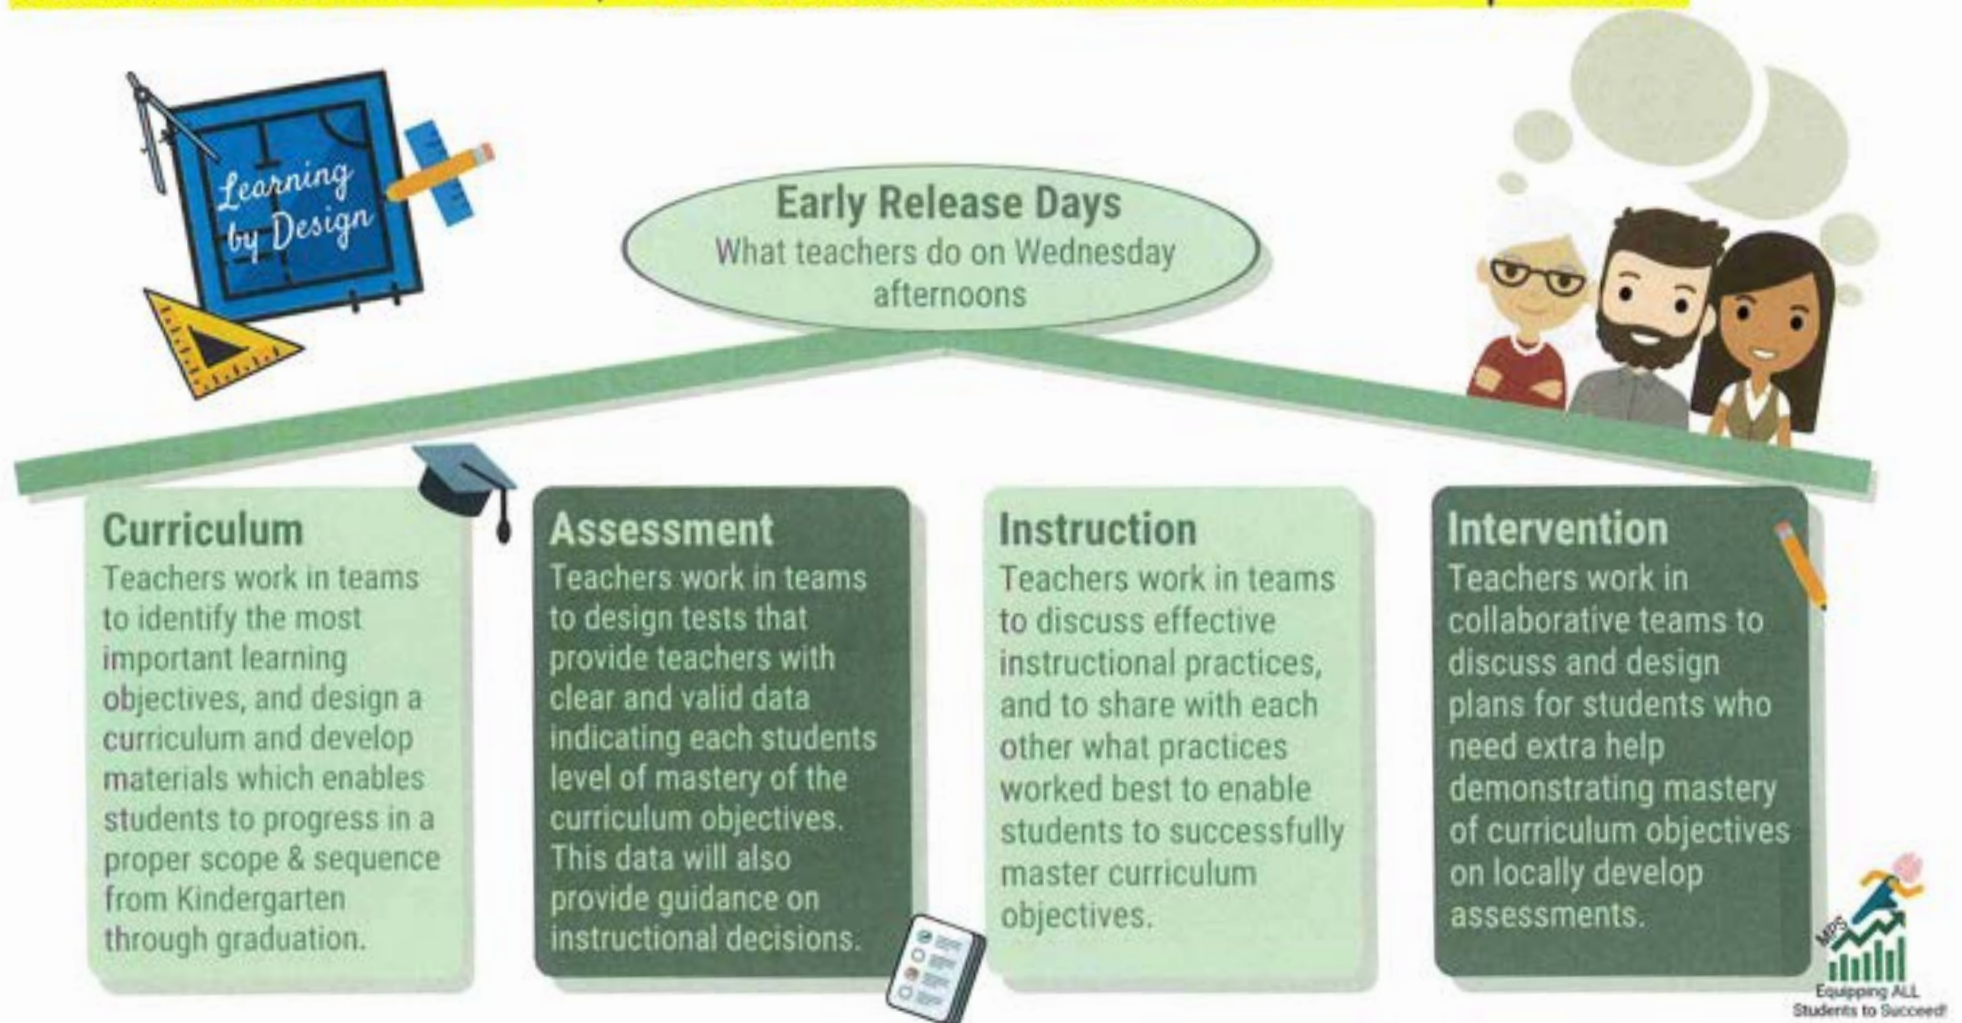 Learning
by Design
Early Release Days
What teachers do on Wednesday
afternoons
Curriculum
Teachers work in teams
to identify the most
important learning
objectives, and design a
curriculum and develop
materials which enables
students to progress in a
proper scope & sequence
from Kindergarten
through graduation.
Assessment
Teachers work in teams
to design tests that
provide teachers with
clear and valid data
indicating each students
level of mastery of the
curriculum objectives.
This data will also
provide guidance on
instructional decisions.
Instruction
Teachers work in teams
to discuss effective
instructional practices,
and to share with each
other what practices
worked best to enable
students to successfully
master curriculum
objectives.
Intervention
Teachers work in
collaborative teams to
discuss and design
plans for students who
need extra help
demonstrating mastery
of curriculum objectives
on locally develop
assessments.
MPS
Equipping ALL
Students to Succeed!